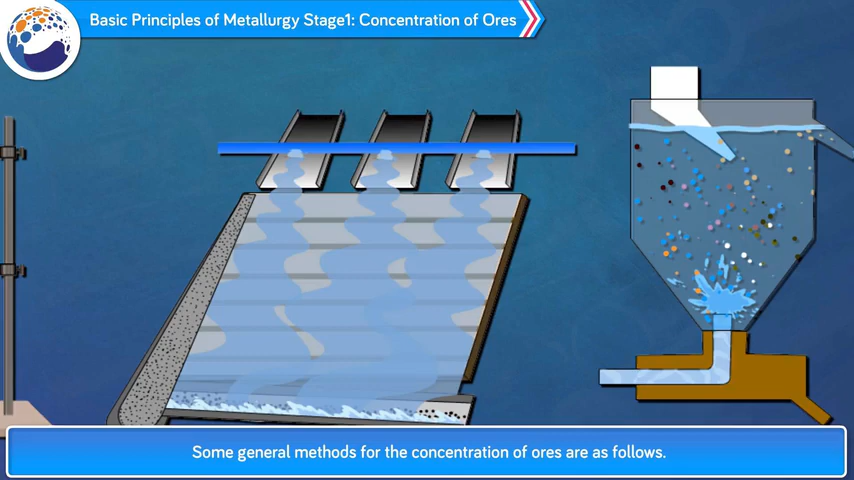 Basic Principles of Metallurgy Stage1: Concentration of Ores
Some general methods for the concentration of ores are as follows.